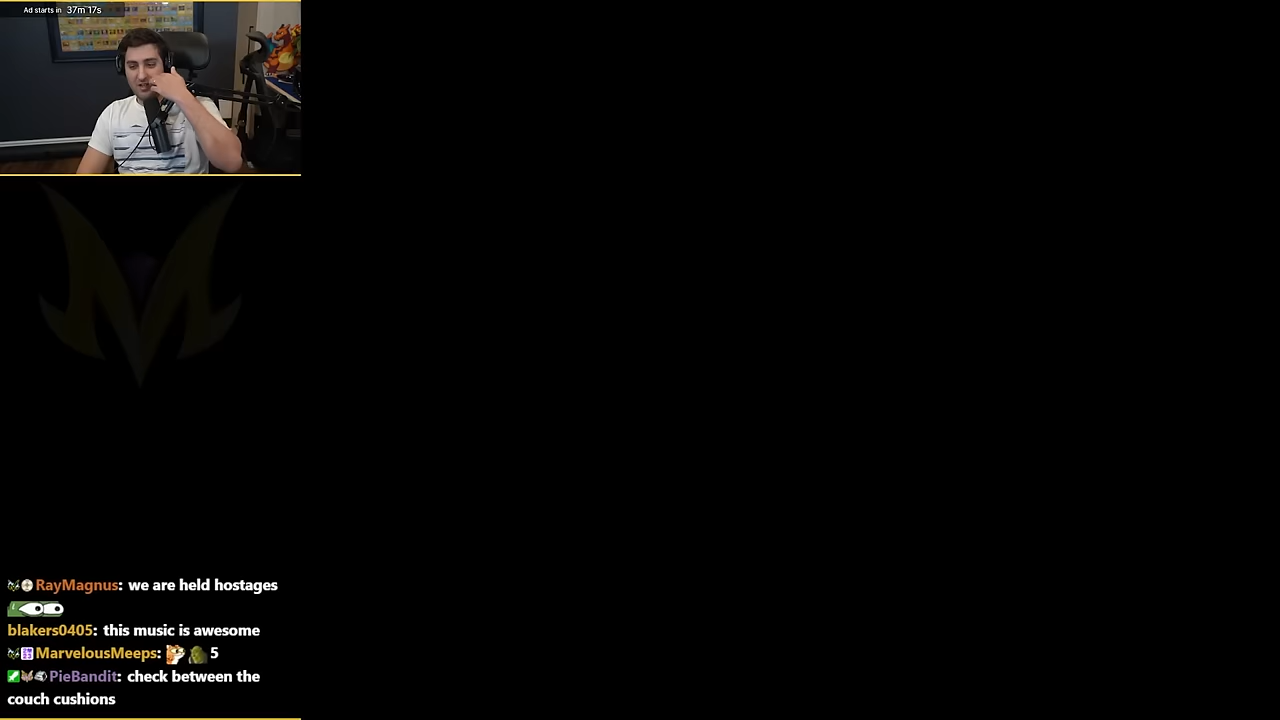 Ad starts in 37m 17s
RayMagnus: we are held hostages
blakers0405: this music is awesome
MarvelousMeeps: 5
PieBandit: check between the
couch cushions